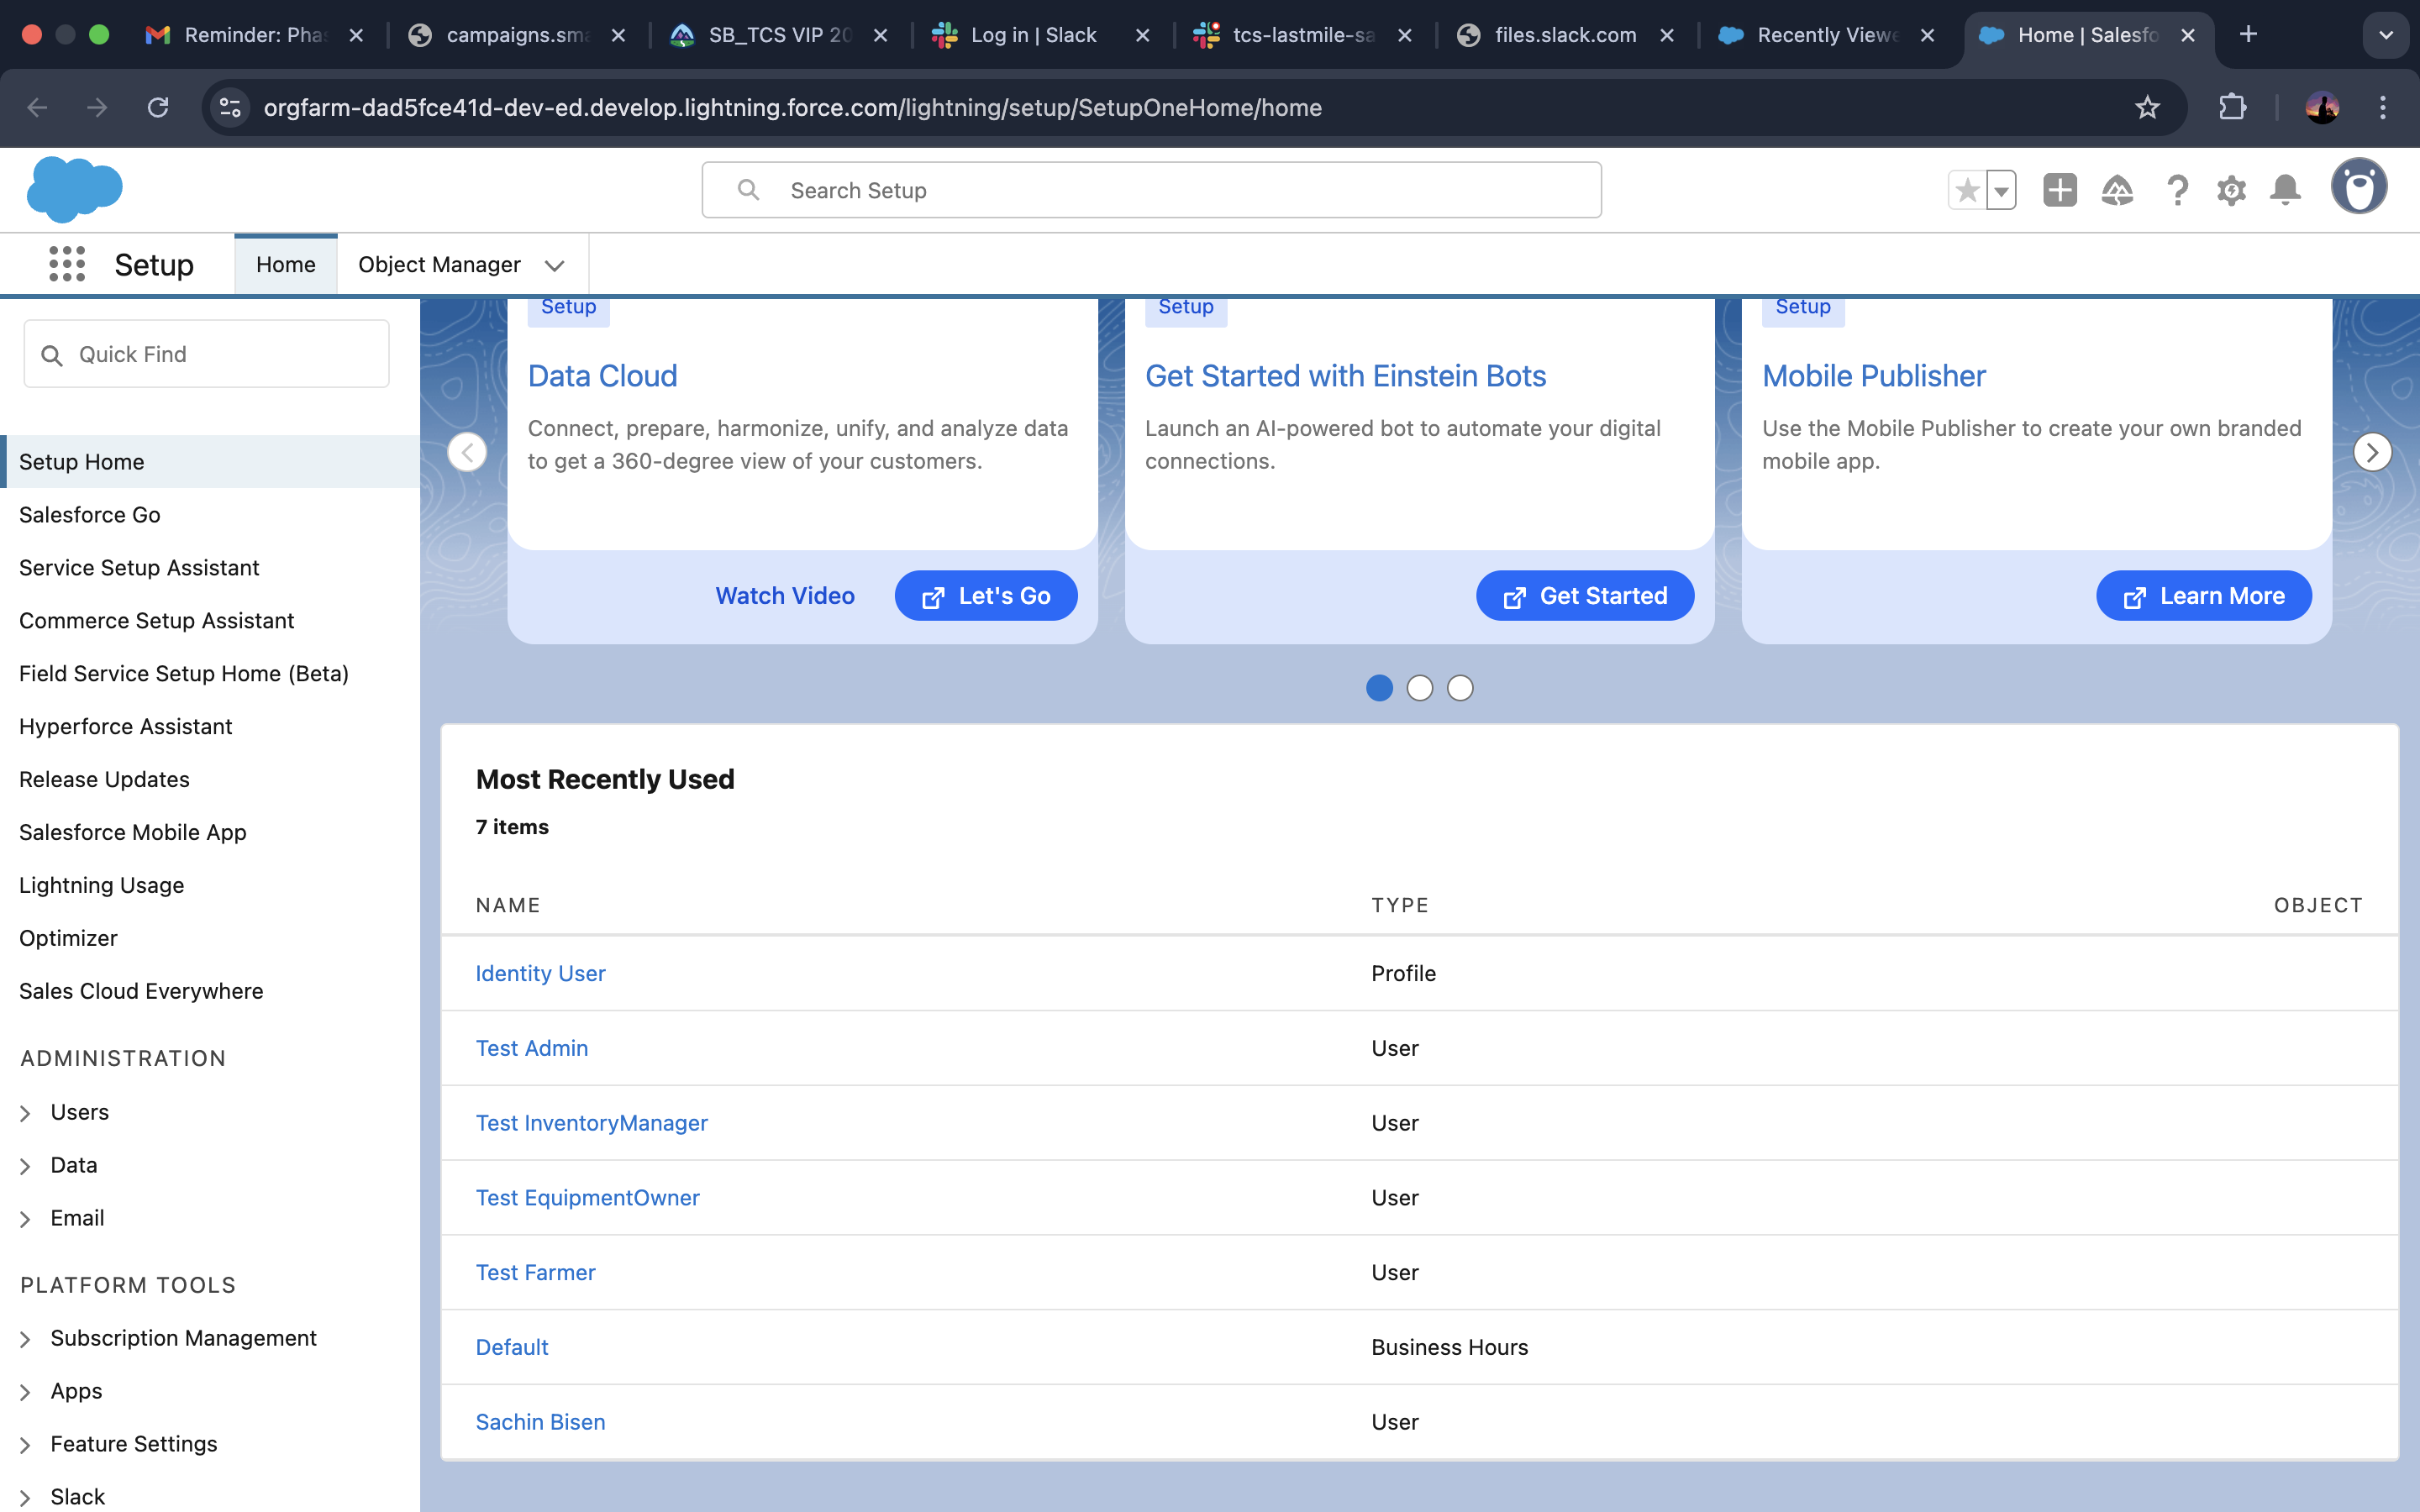 Reminder: Pha
campaigns.sma
SB_TCS VIP 20
Log in | Slack
tcs-lastmile-sa
files.slack.com
Recently Viewe
Home | Salesfo
orgfarm-dad5fce41d-dev-ed.develop.lightning.force.com/lightning/setup/SetupOneHome/home
Search Setup
Setup
Home
Object Manager
Quick Find
Setup Home
Salesforce Go
Service Setup Assistant
Commerce Setup Assistant
Field Service Setup Home (Beta)
Hyperforce Assistant
Release Updates
Salesforce Mobile App
Lightning Usage
Optimizer
Sales Cloud Everywhere
ADMINISTRATION
Users
Data
Email
PLATFORM TOOLS
Subscription Management
Apps
Feature Settings
Slack
Setup
Data Cloud
Connect, prepare, harmonize, unify, and analyze data
to get a 360-degree view of your customers.
Watch Video
Let's Go
Setup
Get Started with Einstein Bots
Launch an AI-powered bot to automate your digital
connections.
Get Started
Setup
Mobile Publisher
Use the Mobile Publisher to create your own branded
mobile app.
Learn More
Most Recently Used
7 items
NAME TYPE OBJECT
Identity User Profile
Test Admin User
Test InventoryManager User
Test EquipmentOwner User
Test Farmer User
Default Business Hours
Sachin Bisen User